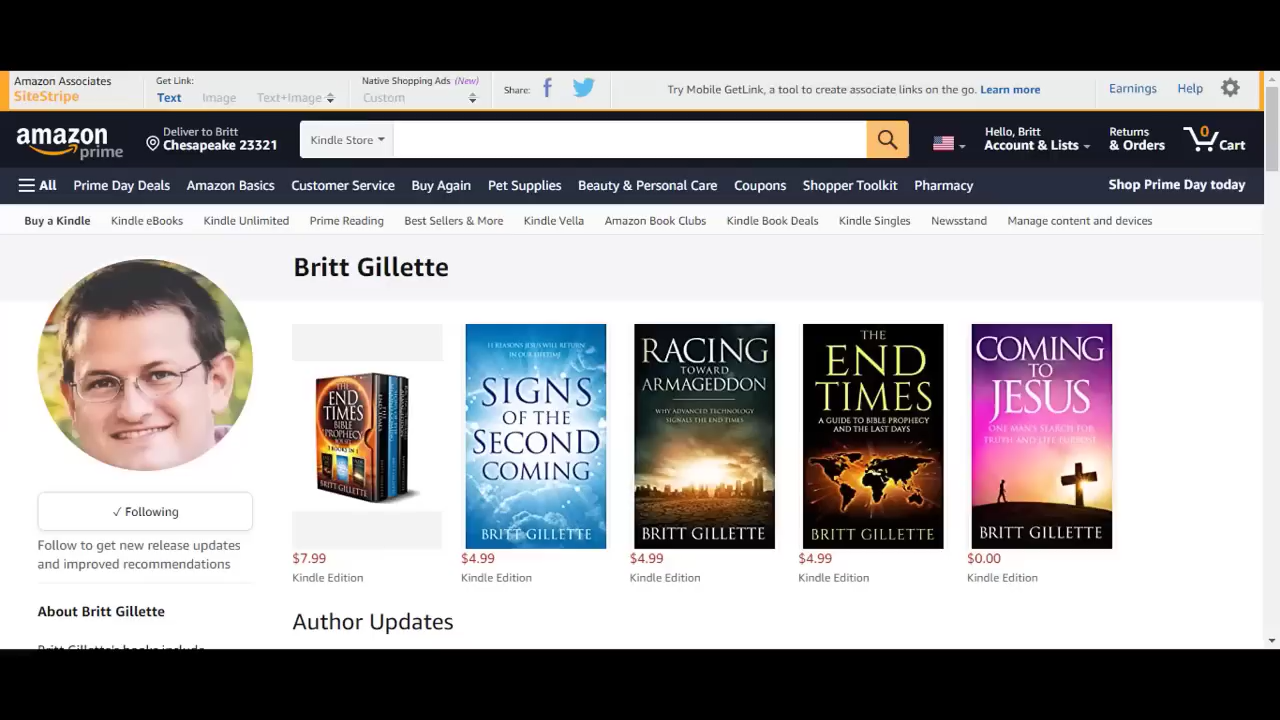 Amazon Associates
SiteStripe
Get Link:
Text Image Text+Image
Native Shopping Ads (New)
Custom
Share:
Try Mobile GetLink, a tool to create associate links on the go. Learn more
Earnings
Help
amazon
prime
Deliver to Britt
Chesapeake 23321
Kindle Store
Hello, Britt
Account & Lists
Returns
& Orders
0
Cart
All Prime Day Deals Amazon Basics Customer Service Buy Again Pet Supplies Beauty & Personal Care Coupons Shopper Toolkit Pharmacy Shop Prime Day today
Buy a Kindle Kindle eBooks Kindle Unlimited Prime Reading Best Sellers & More Kindle Vella Amazon Book Clubs Kindle Book Deals Kindle Singles Newsstand Manage content and devices
Britt Gillette
✓ Following
Follow to get new release updates
and improved recommendations
About Britt Gillette
Britt Gillette's books include
THE
END
TIMES
BIBLE
PROPHECY
3 BOOKS IN 1
BRITT GILLETTE
$7.99
Kindle Edition
11 REASONS JESUS WILL RETURN
IN OUR LIFETIME
SIGNS
OF THE
SECOND
COMING
BRITT GILLETTE
$4.99
Kindle Edition
RACING
TOWARD
ARMAGEDDON
WHY ADVANCED TECHNOLOGY
SIGNALS THE END TIMES
BRITT GILLETTE
$4.99
Kindle Edition
THE
END
TIMES
A GUIDE TO BIBLE PROPHECY
AND THE LAST DAYS
BRITT GILLETTE
$4.99
Kindle Edition
COMING
TO
JESUS
ONE MAN'S SEARCH FOR
TRUTH AND LIFE PURPOSE
BRITT GILLETTE
$0.00
Kindle Edition
Author Updates